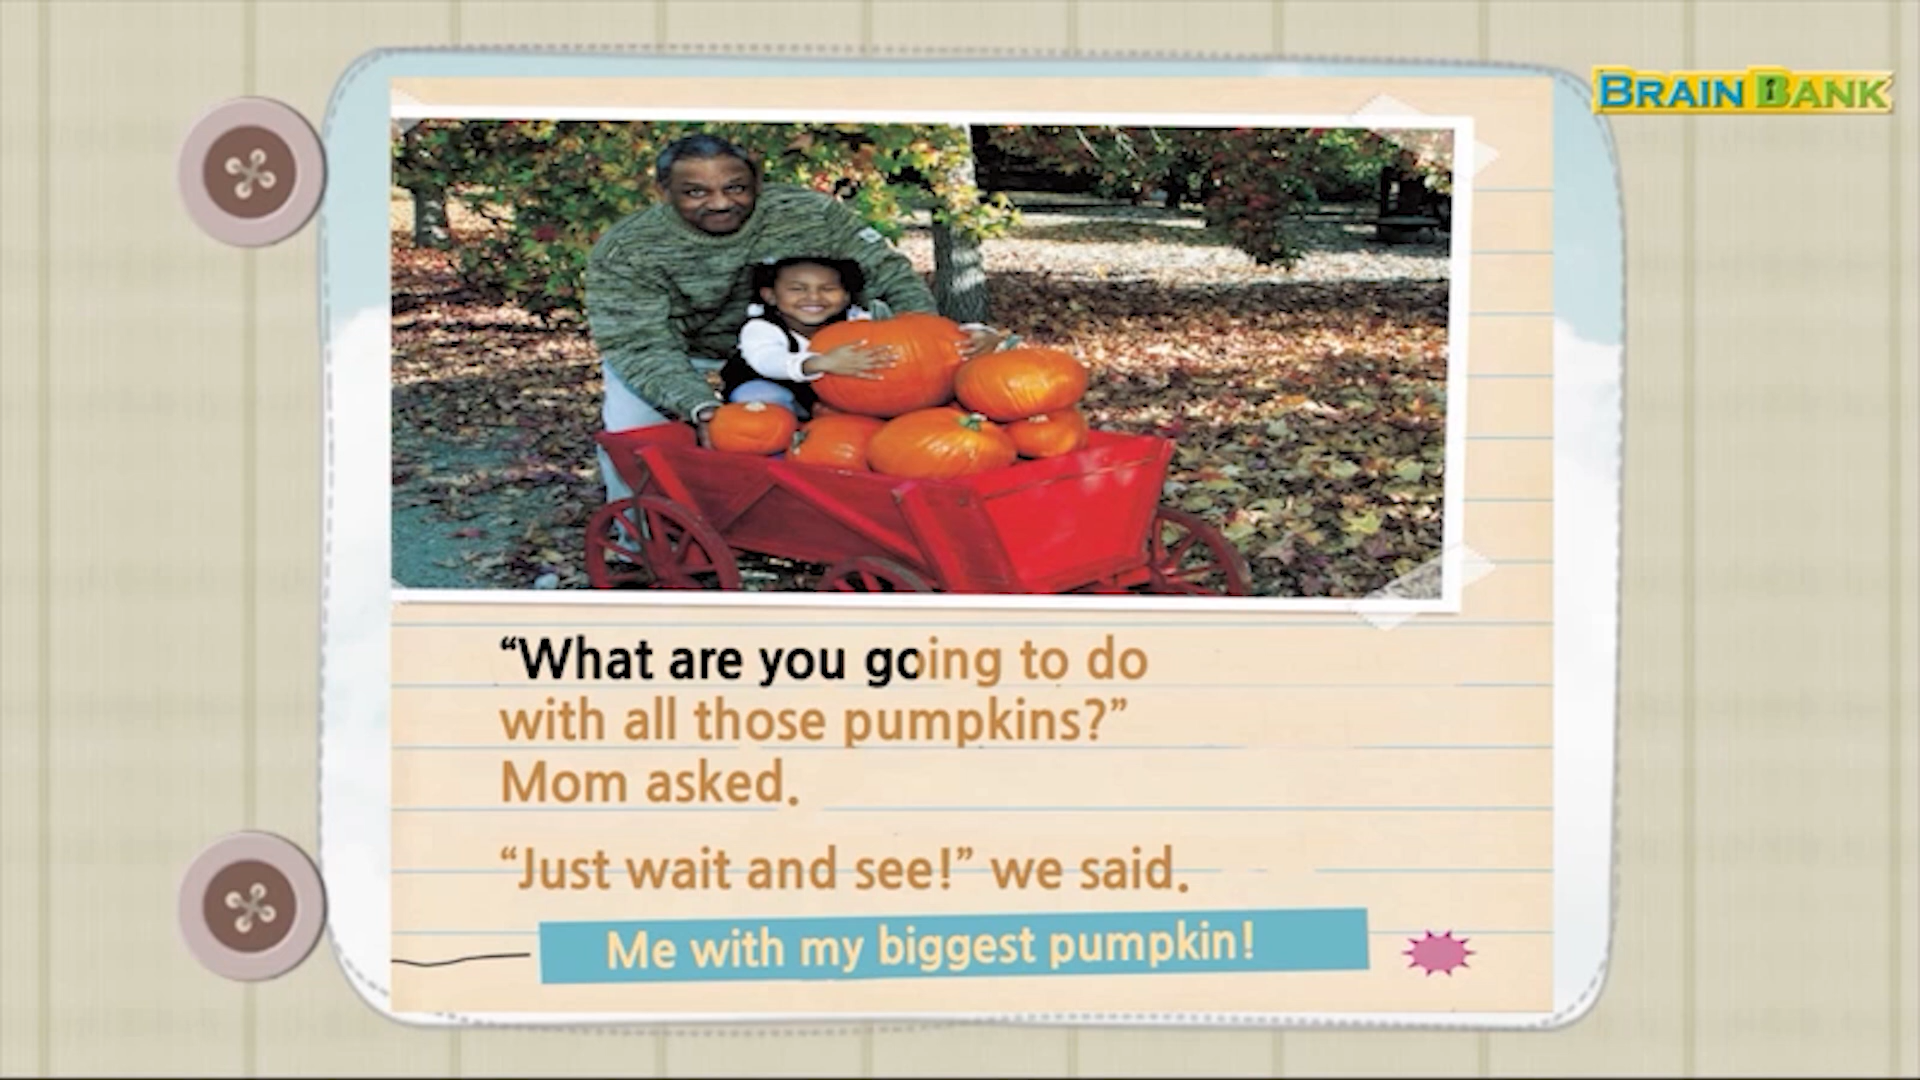 BRAIN BANK
“What are you going to do
with all those pumpkins?”
Mom asked.
“Just wait and see!” we said.
Me with my biggest pumpkin!